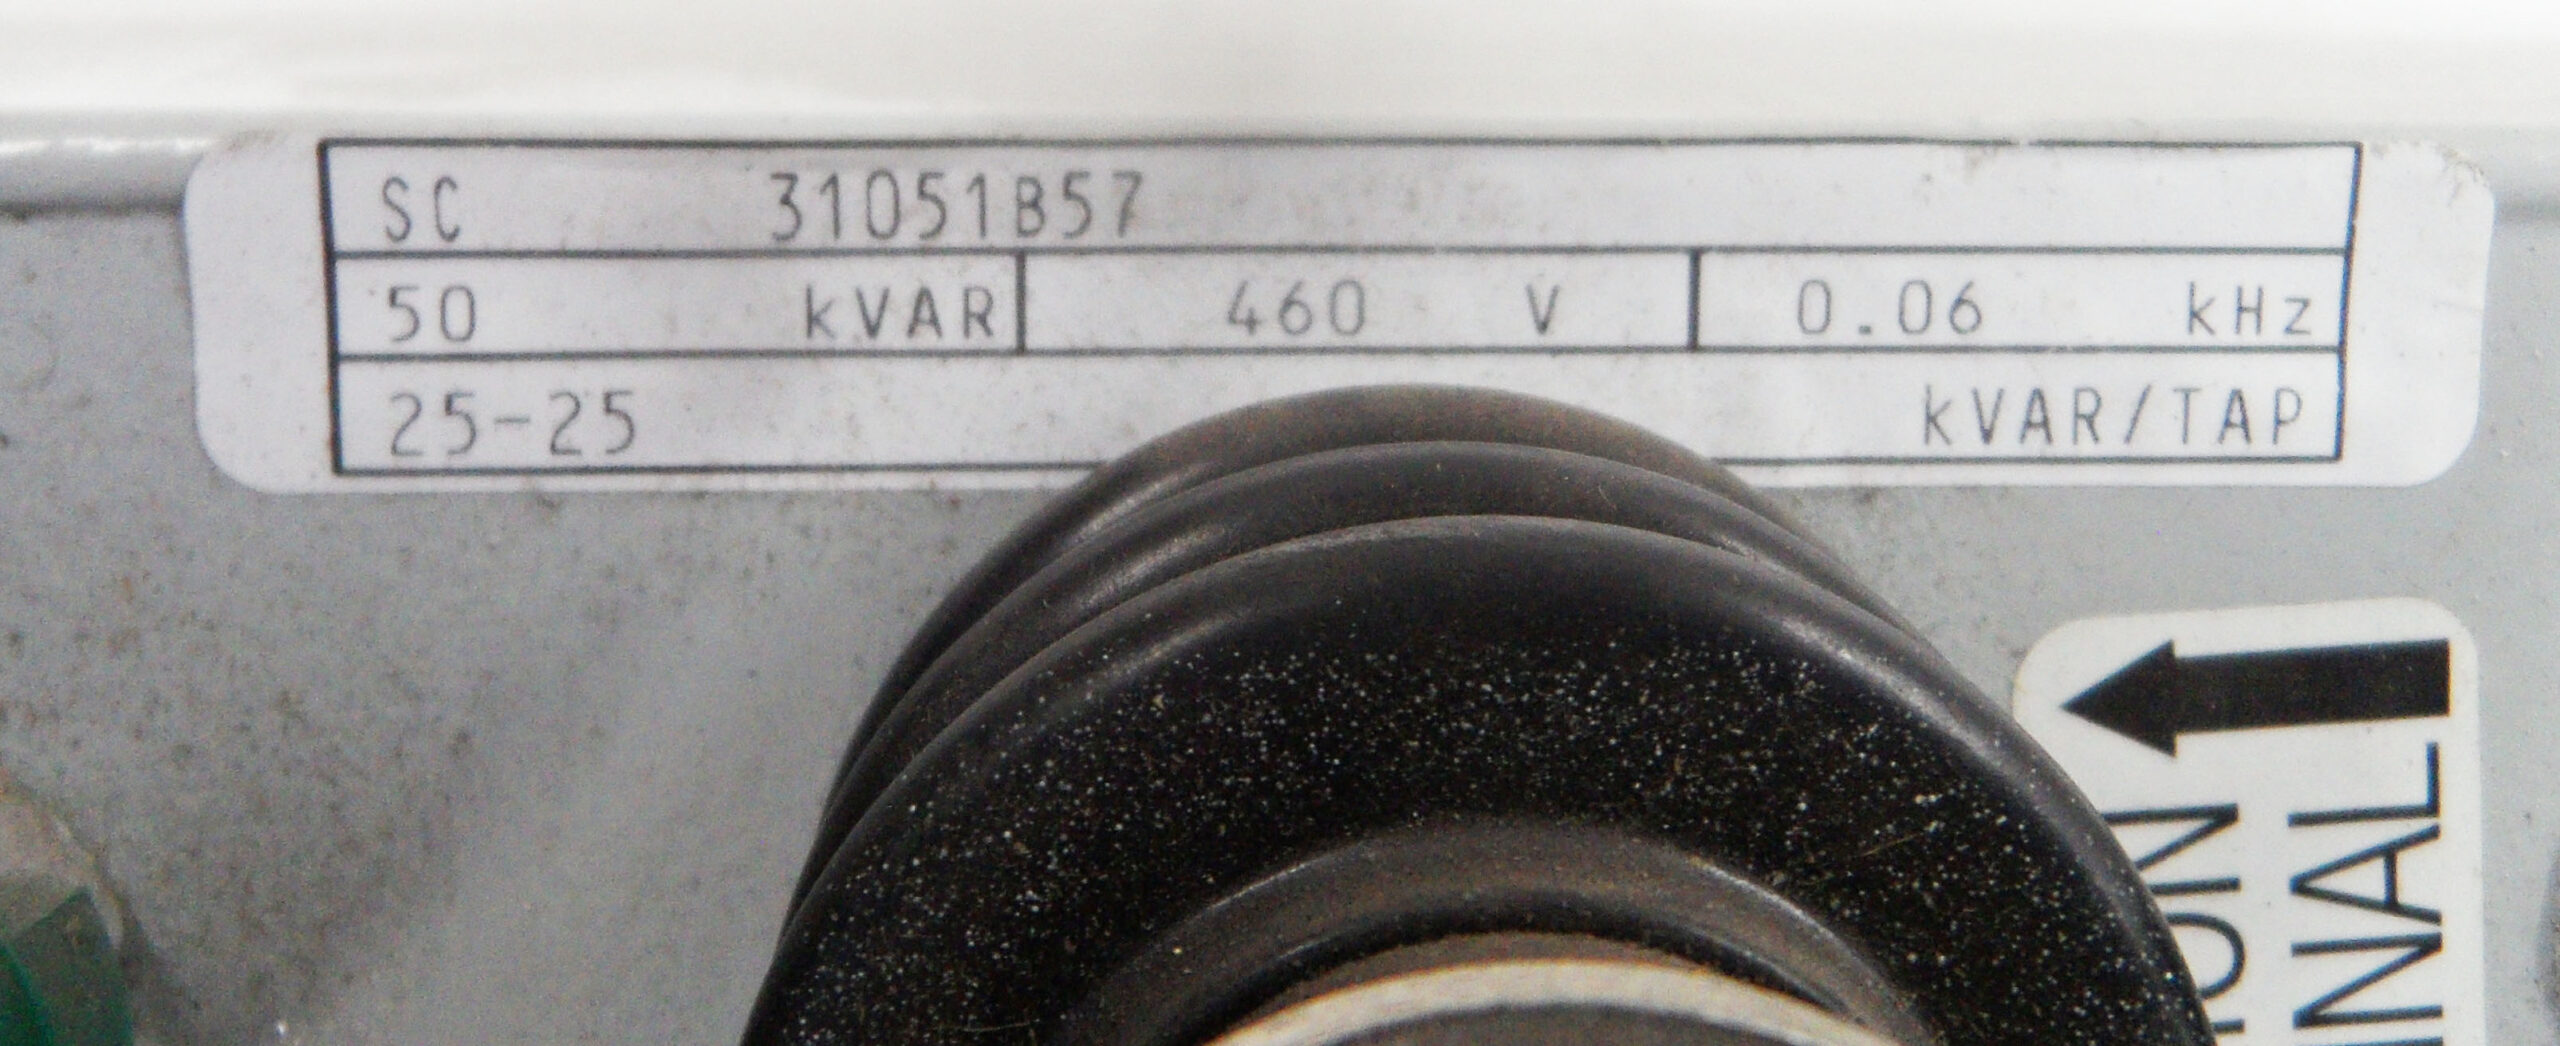 SC 31051B57
50 kVAR 460 V 0.06 kHz
25-25 kVAR/TAP